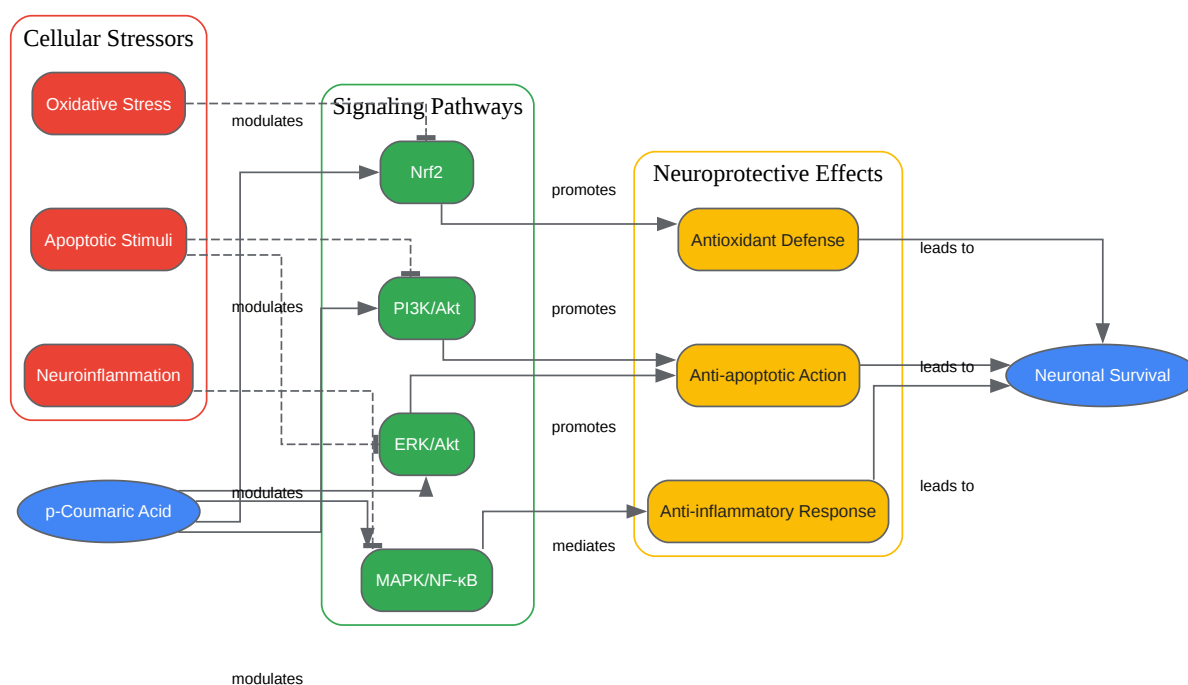 Cellular Stressors
Oxidative Stress
Apoptotic Stimuli
Neuroinflammation
p-Coumaric Acid
modulates
modulates
modulates
modulates
Signaling Pathways
Nrf2
PI3K/Akt
ERK/Akt
MAPK/NF-κB
promotes
promotes
promotes
mediates
Neuroprotective Effects
Antioxidant Defense
Anti-apoptotic Action
Anti-inflammatory Response
leads to
leads to
leads to
Neuronal Survival